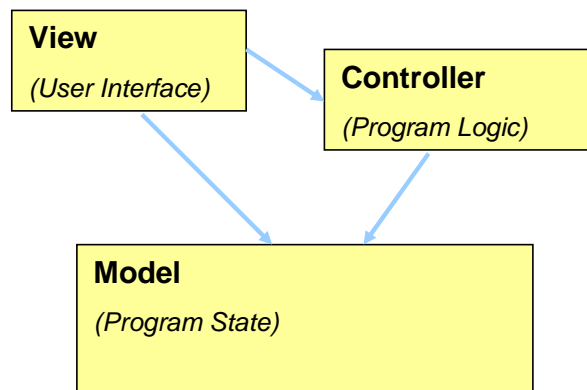 View
(User Interface)
Controller
(Program Logic)
Model
(Program State)